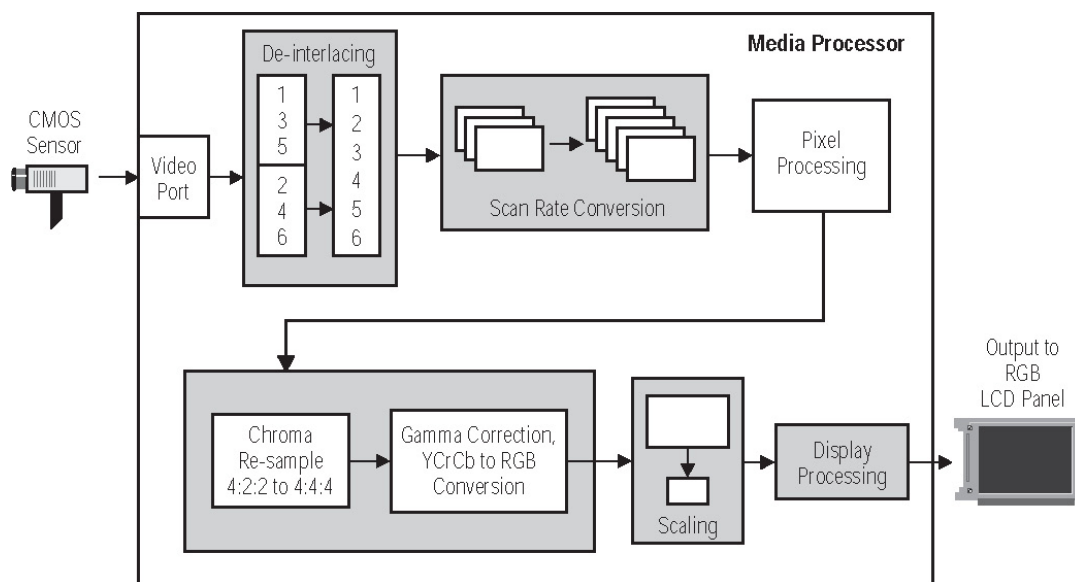 Media Processor
CMOS
Sensor
Video
Port
De-interlacing
1
3
5
2
4
6
1
2
3
4
5
6
Scan Rate Conversion
Pixel
Processing
Chroma
Re-sample
4:2:2 to 4:4:4
Gamma Correction,
YCrCb to RGB
Conversion
Scaling
Display
Processing
Output to
RGB
LCD Panel